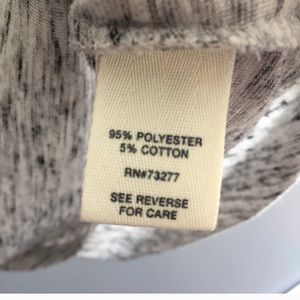 95% POLYESTER
5% COTTON
RN#73277
SEE REVERSE
FOR CARE